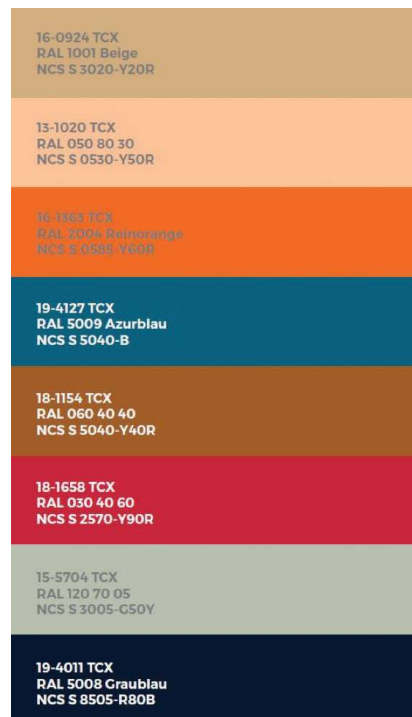 16-0924 TCX
RAL 1001 Beige
NCS S 3020-Y20R
13-1020 TCX
RAL 050 80 30
NCS S 0530-Y50R
16-1363 TCX
RAL 2004 Reinorange
NCS S 0585-Y60R
19-4127 TCX
RAL 5009 Azurblau
NCS S 5040-B
18-1154 TCX
RAL 060 40 40
NCS S 5040-Y40R
18-1658 TCX
RAL 030 40 60
NCS S 2570-Y90R
15-5704 TCX
RAL 120 70 05
NCS S 3005-G50Y
19-4011 TCX
RAL 5008 Graublau
NCS S 8505-R80B